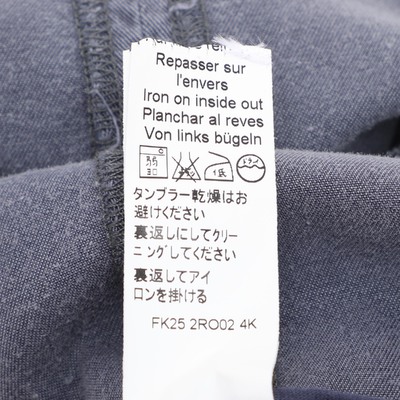 Repasser sur
l'envers
Iron on inside out
Planchar al reves
Von links bügeln
タンブラー乾燥はお
避けください
裏返しにしてクリー
ニングしてください
裏返してアイ
ロンを掛ける
FK25 2RO02 4K